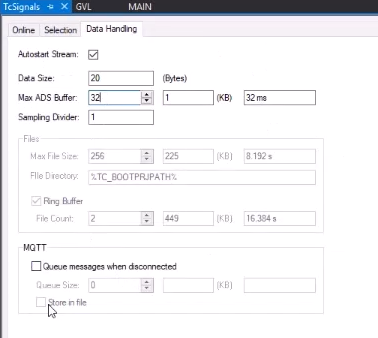 TcSignals GVL MAIN
Online Selection Data Handling
Autostart Stream:
Data Size: 20 (Bytes)
Max ADS Buffer: 32 1 (KB) 32 ms
Sampling Divider: 1
Files
Max File Size: 256 225 (KB) 8.192 s
File Directory: %TC_BOOTPRJPATH%
Ring Buffer
File Count: 2 449 (KB) 16.384 s
MQTT
Queue messages when disconnected
Queue Size: 0 (KB)
Store in file